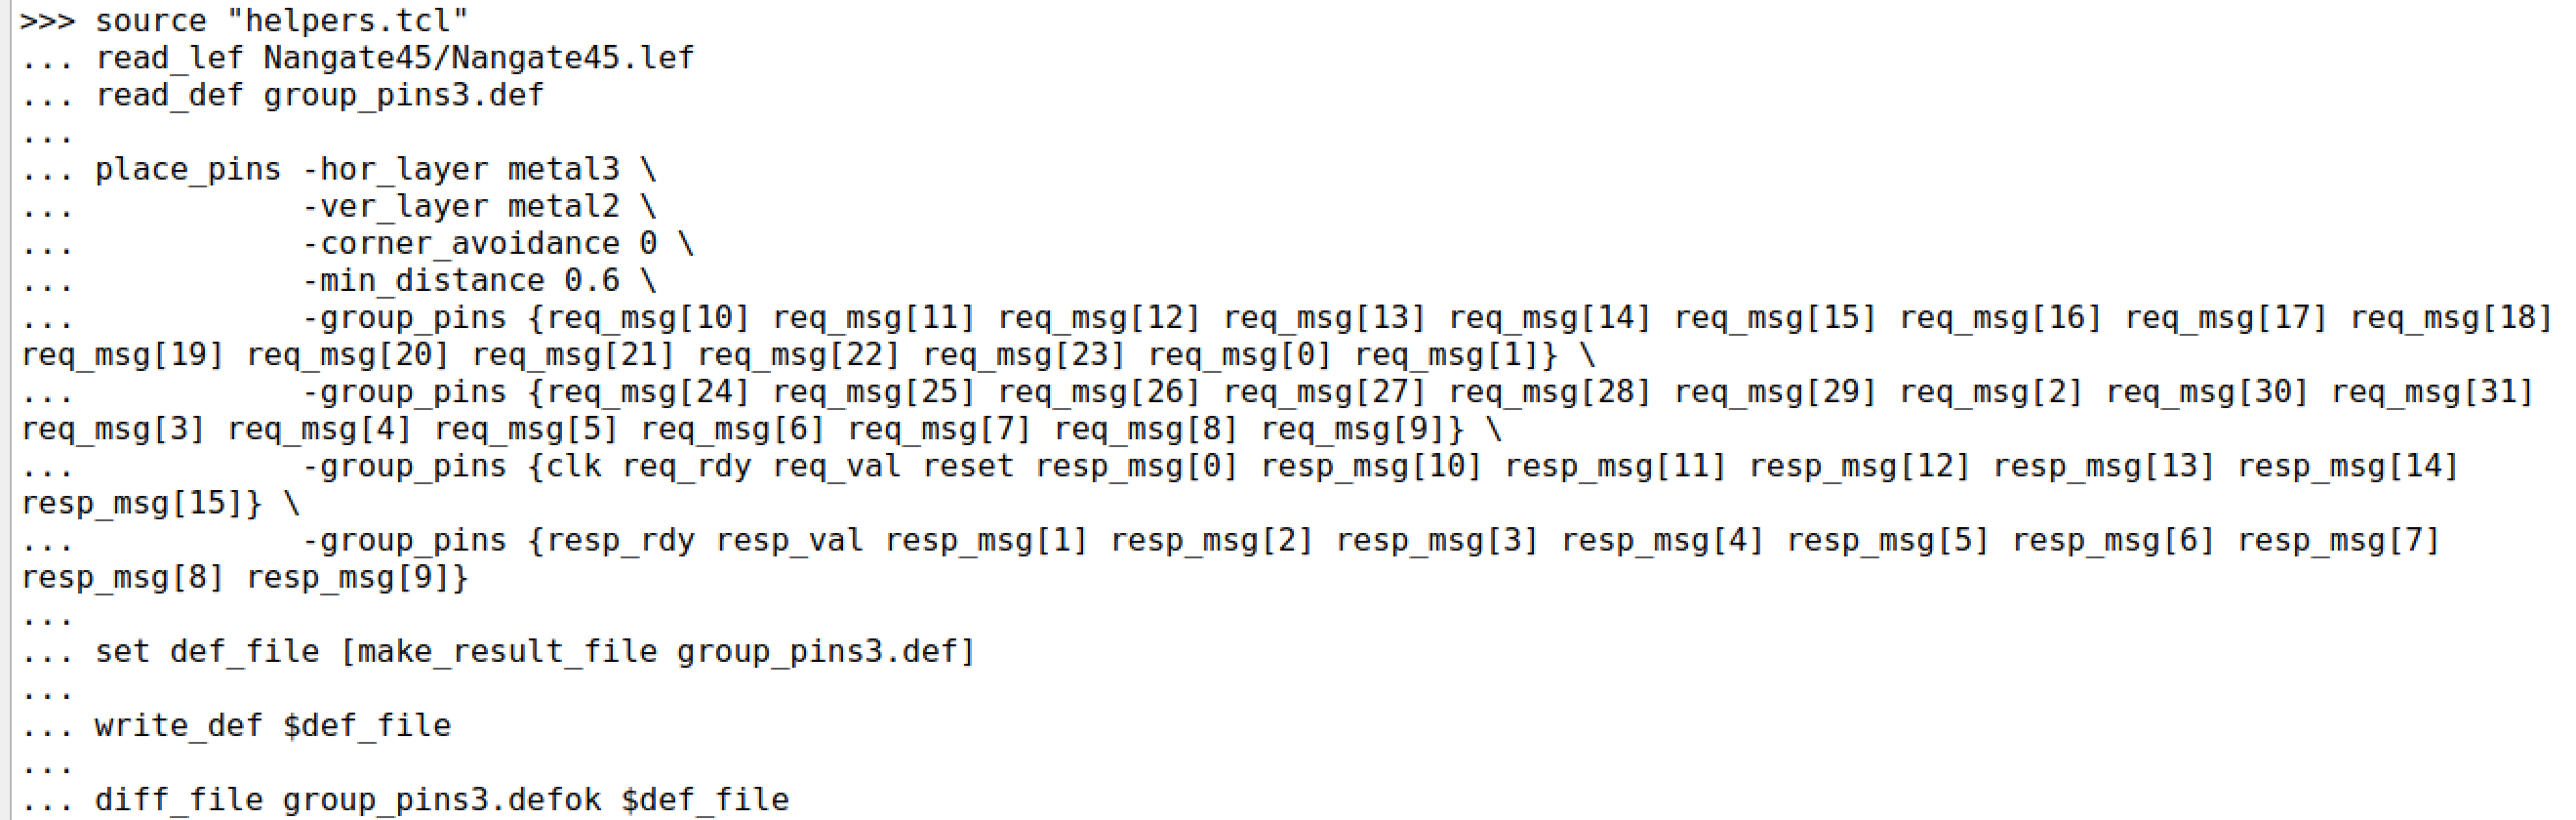 >>> source "helpers.tcl"
... read_lef Nangate45/Nangate45.lef
... read_def group_pins3.def
...
... place_pins -hor_layer metal3 \
...            -ver_layer metal2 \
...            -corner_avoidance 0 \
...            -min_distance 0.6 \
...            -group_pins {req_msg[10] req_msg[11] req_msg[12] req_msg[13] req_msg[14] req_msg[15] req_msg[16] req_msg[17] req_msg[18]
req_msg[19] req_msg[20] req_msg[21] req_msg[22] req_msg[23] req_msg[0] req_msg[1]} \
...            -group_pins {req_msg[24] req_msg[25] req_msg[26] req_msg[27] req_msg[28] req_msg[29] req_msg[2] req_msg[30] req_msg[31]
req_msg[3] req_msg[4] req_msg[5] req_msg[6] req_msg[7] req_msg[8] req_msg[9]} \
...            -group_pins {clk req_rdy req_val reset resp_msg[0] resp_msg[10] resp_msg[11] resp_msg[12] resp_msg[13] resp_msg[14]
resp_msg[15]} \
...            -group_pins {resp_rdy resp_val resp_msg[1] resp_msg[2] resp_msg[3] resp_msg[4] resp_msg[5] resp_msg[6] resp_msg[7]
resp_msg[8] resp_msg[9]}
...
... set def_file [make_result_file group_pins3.def]
...
... write_def $def_file
...
... diff_file group_pins3.defok $def_file